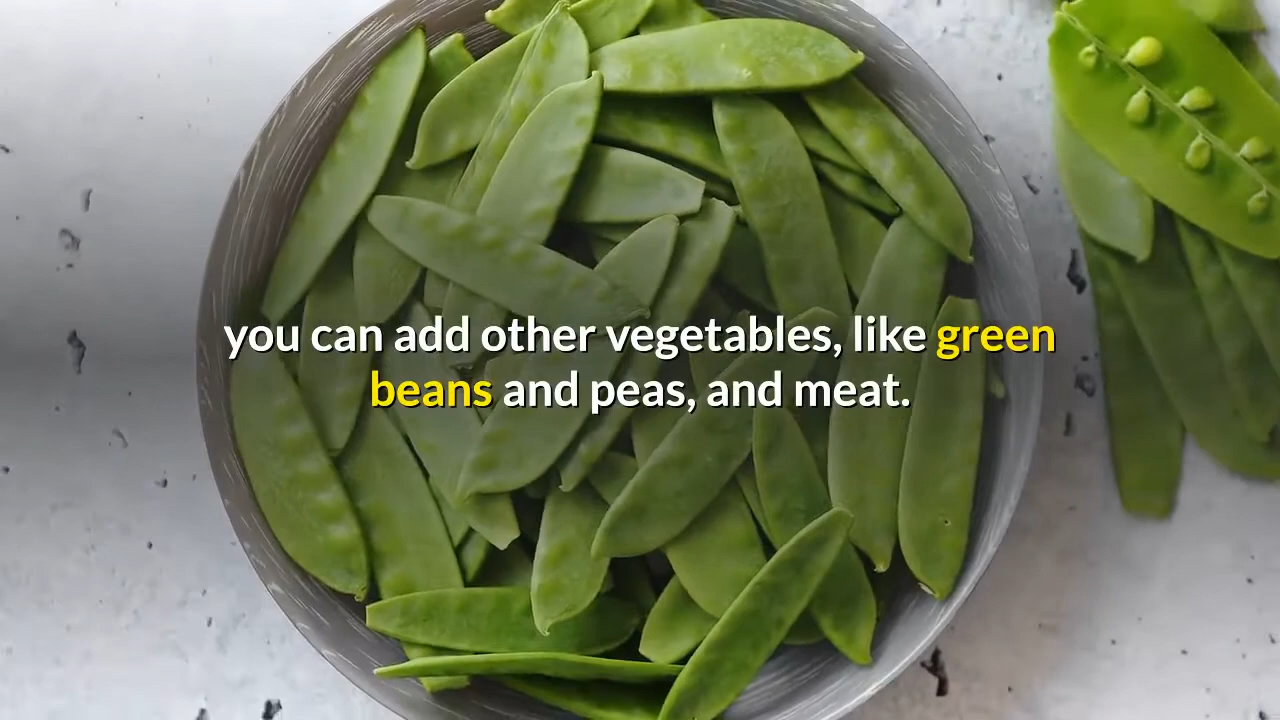 you can add other vegetables, like green
beans and peas, and meat.